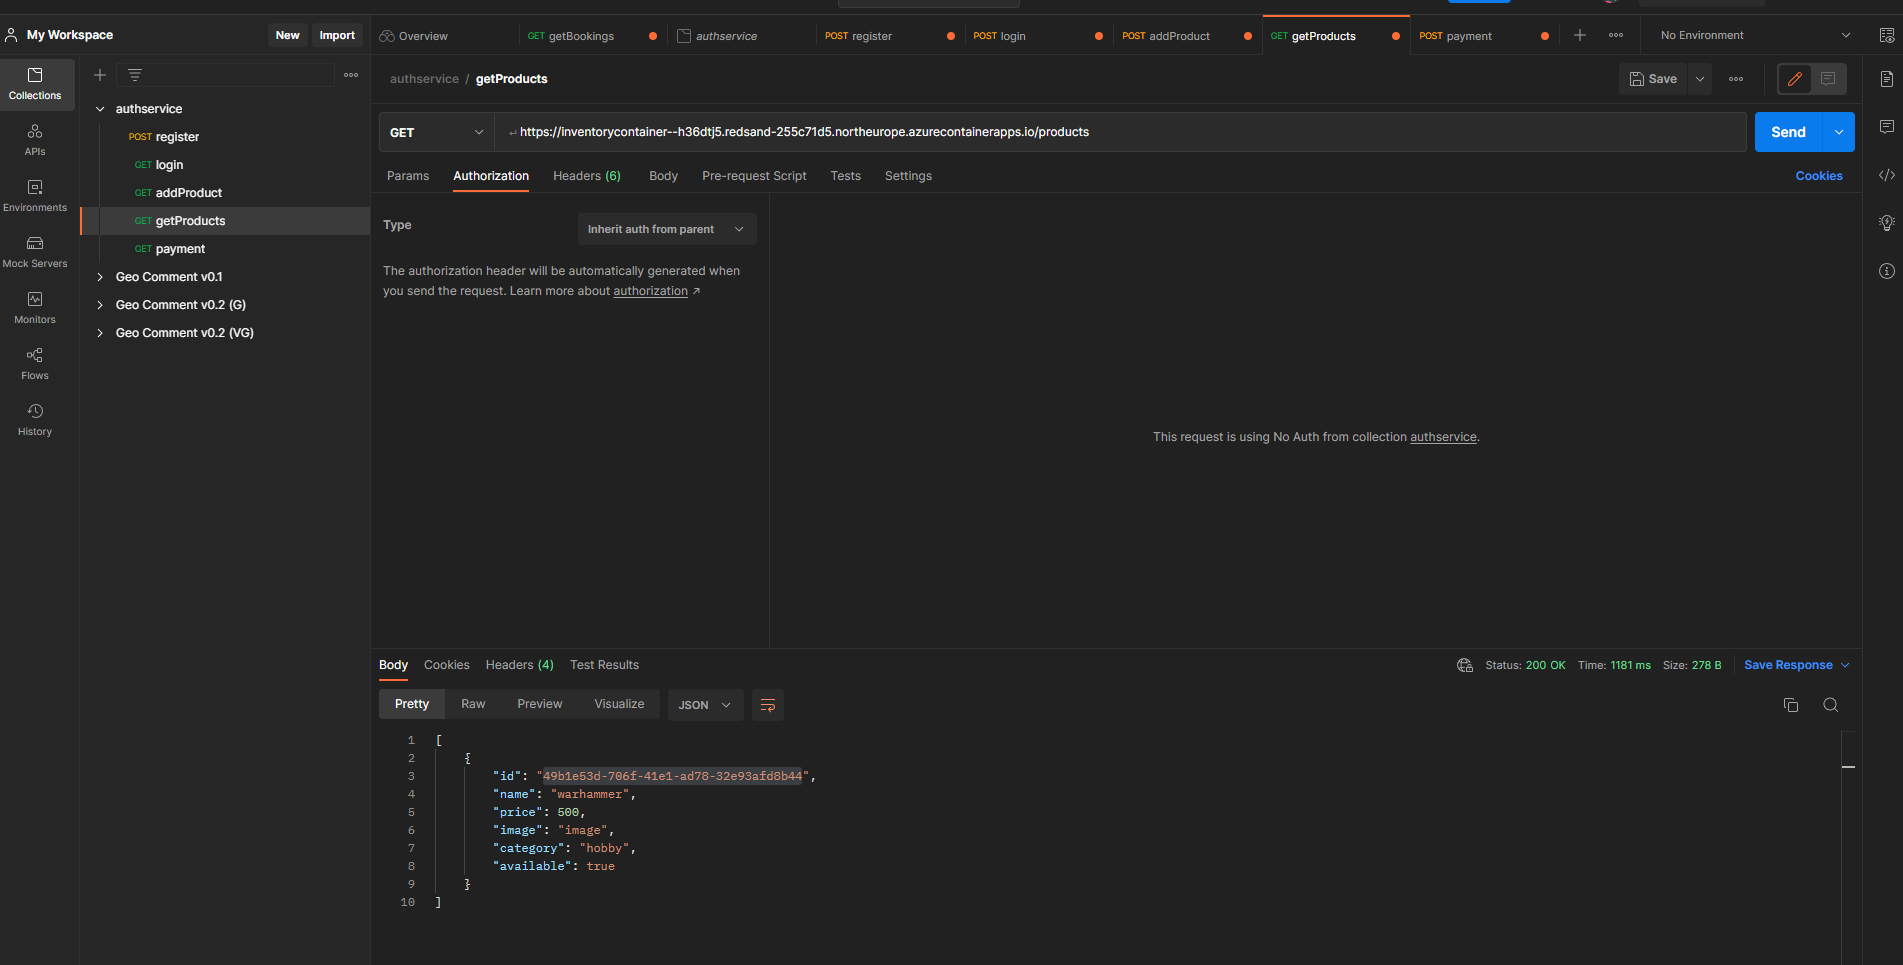 My Workspace
New
Import
Overview
GET getBookings
authservice
POST register
POST login
POST addProduct
GET getProducts
POST payment
No Environment
Collections
APIs
Environments
Mock Servers
Monitors
Flows
History
authservice
POST register
GET login
GET addProduct
GET getProducts
GET payment
Geo Comment v0.1
Geo Comment v0.2 (G)
Geo Comment v0.2 (VG)
authservice / getProducts
Save
GET
https://inventorycontainer--h36dtj5.redsand-255c71d5.northeurope.azurecontainerapps.io/products
Send
Params
Authorization
Headers (6)
Body
Pre-request Script
Tests
Settings
Cookies
Type
Inherit auth from parent
The authorization header will be automatically generated when
you send the request. Learn more about authorization ↗
This request is using No Auth from collection authservice.
Body
Cookies
Headers (4)
Test Results
Status: 200 OK
Time: 1181 ms
Size: 278 B
Save Response
Pretty
Raw
Preview
Visualize
JSON
1 [
2 {
3 "id": "49b1e53d-706f-41e1-ad78-32e93afd8b44",
4 "name": "warhammer",
5 "price": 500,
6 "image": "image",
7 "category": "hobby",
8 "available": true
9 }
10 ]